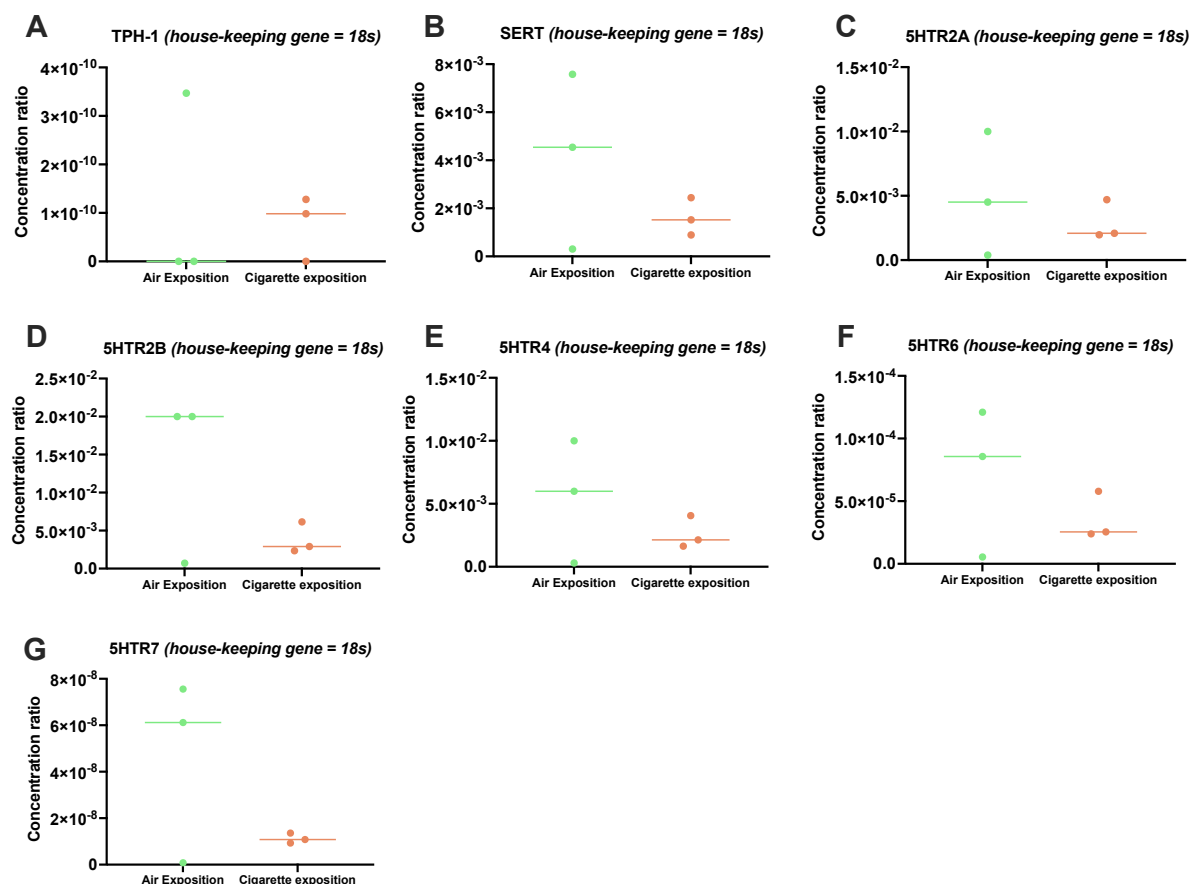 A
TPH-1 (house-keeping gene = 18s)
Concentration ratio
4×10⁻¹⁰
3×10⁻¹⁰
2×10⁻¹⁰
1×10⁻¹⁰
0
Air Exposition
Cigarette exposition
B
SERT (house-keeping gene = 18s)
Concentration ratio
8×10⁻³
6×10⁻³
4×10⁻³
2×10⁻³
0
Air Exposition
Cigarette exposition
C
5HTR2A (house-keeping gene = 18s)
Concentration ratio
1.5×10⁻²
1.0×10⁻²
5.0×10⁻³
0.0
Air Exposition
Cigarette exposition
D
5HTR2B (house-keeping gene = 18s)
Concentration ratio
2.5×10⁻²
2.0×10⁻²
1.5×10⁻²
1.0×10⁻²
5.0×10⁻³
0.0
Air Exposition
Cigarette exposition
E
5HTR4 (house-keeping gene = 18s)
Concentration ratio
1.5×10⁻²
1.0×10⁻²
5.0×10⁻³
0.0
Air Exposition
Cigarette exposition
F
5HTR6 (house-keeping gene = 18s)
Concentration ratio
1.5×10⁻⁴
1.0×10⁻⁴
5.0×10⁻⁵
0.0
Air Exposition
Cigarette exposition
G
5HTR7 (house-keeping gene = 18s)
Concentration ratio
8×10⁻⁸
6×10⁻⁸
4×10⁻⁸
2×10⁻⁸
0
Air Exposition
Cigarette exposition